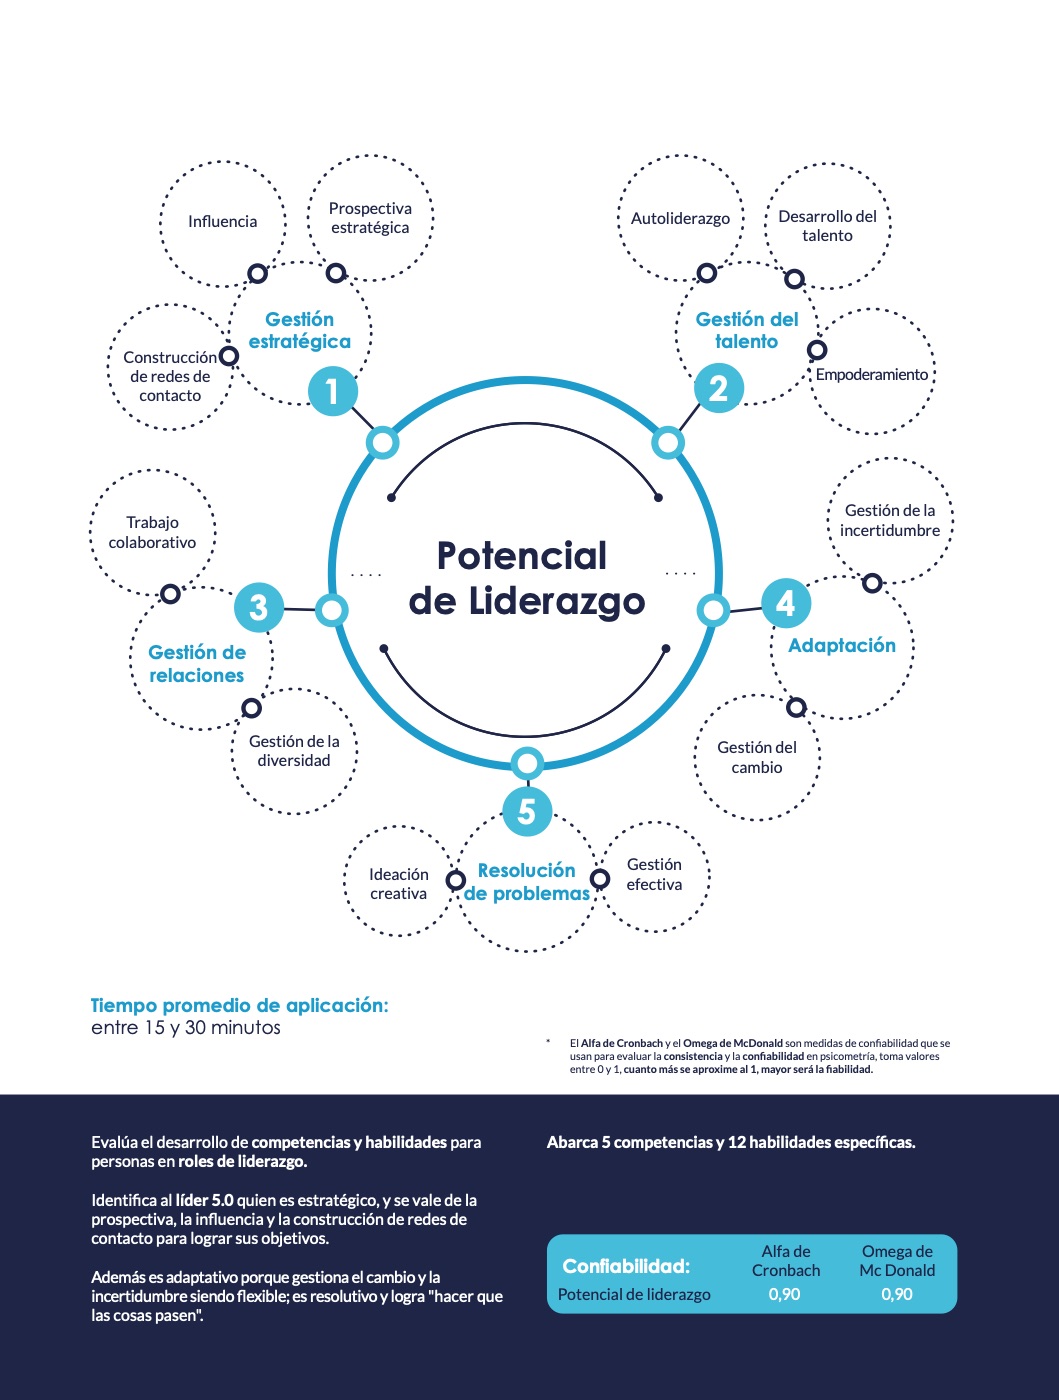 Influencia
Prospectiva
estratégica
Construcción
de redes de
contacto
Gestión
estratégica
1
Autoliderazgo
Desarrollo del
talento
Empoderamiento
Gestión del
talento
2
Trabajo
colaborativo
3
Gestión de
relaciones
Gestión de la
diversidad
Potencial
de Liderazgo
Gestión de la
incertidumbre
4
Adaptación
Gestión del
cambio
5
Ideación
creativa
Resolución
de problemas
Gestión
efectiva
Tiempo promedio de aplicación:
entre 15 y 30 minutos
* El Alfa de Cronbach y el Omega de McDonald son medidas de confiabilidad que se
usan para evaluar la consistencia y la confiabilidad en psicometría, toma valores
entre 0 y 1, cuanto más se aproxime al 1, mayor será la fiabilidad.
Evalúa el desarrollo de competencias y habilidades para
personas en roles de liderazgo.
Identifica al líder 5.0 quien es estratégico, y se vale de la
prospectiva, la influencia y la construcción de redes de
contacto para lograr sus objetivos.
Además es adaptativo porque gestiona el cambio y la
incertidumbre siendo flexible; es resolutivo y logra "hacer que
las cosas pasen".
Abarca 5 competencias y 12 habilidades específicas.
Confiabilidad:
Alfa de
Cronbach
Omega de
Mc Donald
Potencial de liderazgo 0,90 0,90